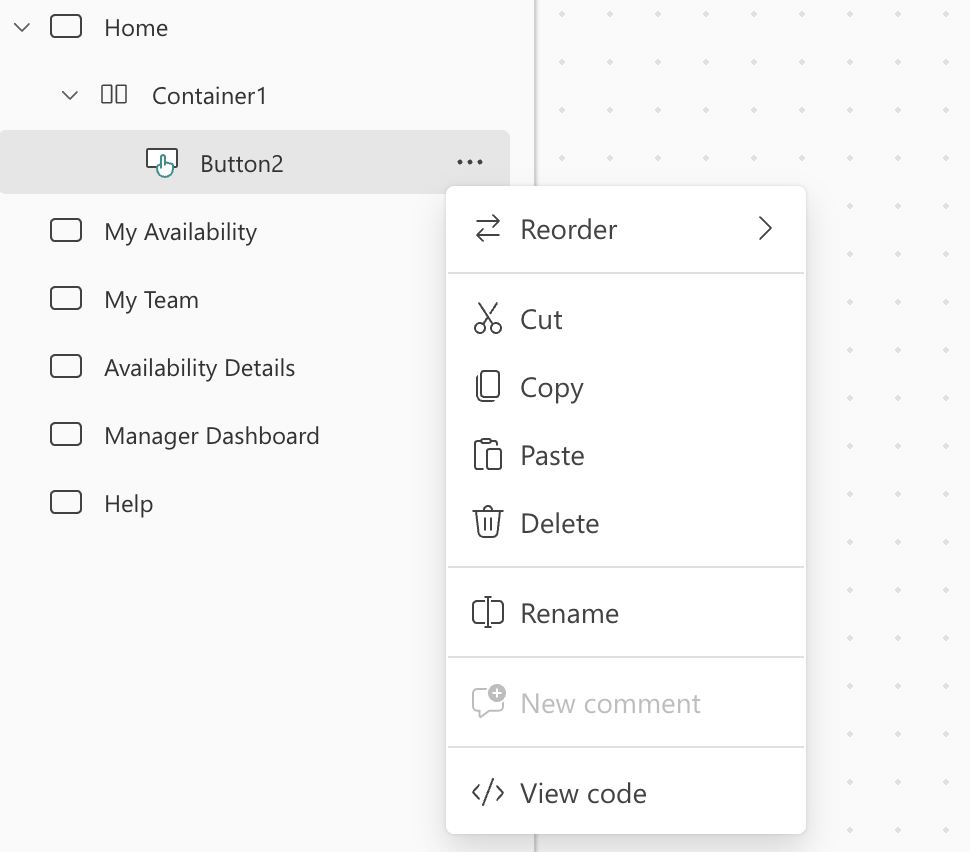 Home
Container1
Button2
My Availability
My Team
Availability Details
Manager Dashboard
Help
Reorder
Cut
Copy
Paste
Delete
Rename
New comment
View code